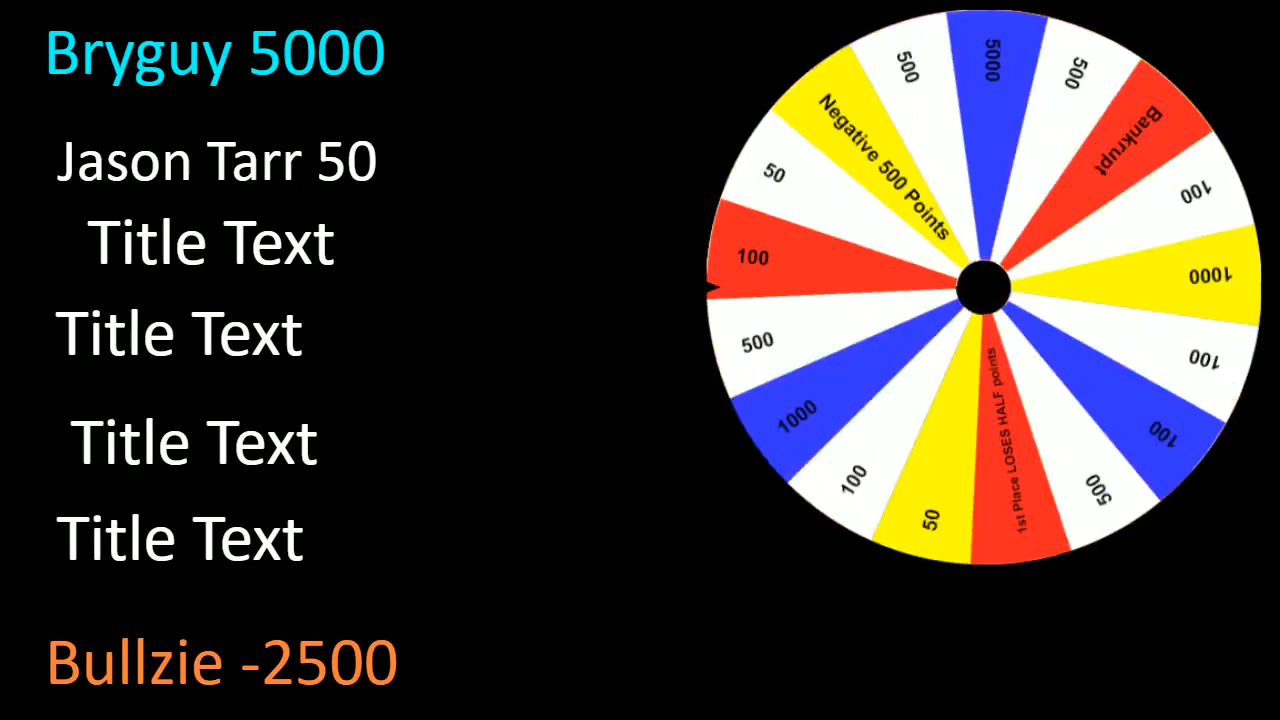 Bryguy 5000
Jason Tarr 50
Title Text
Title Text
Title Text
Title Text
Bullzie -2500
5000
500
Bankrupt
100
1000
100
100
500
1st Place LOSES HALF points
50
100
1000
500
100
50
Negative 500 Points
500